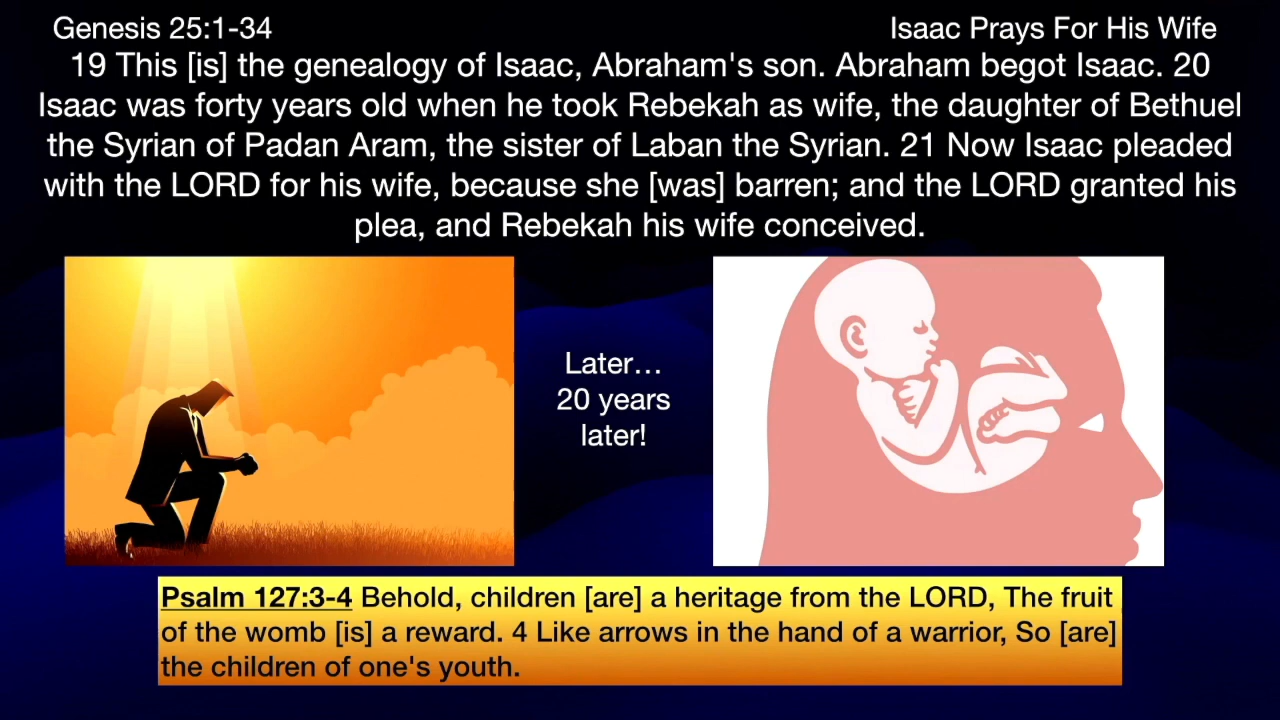 Genesis 25:1-34
Isaac Prays For His Wife
19 This [is] the genealogy of Isaac, Abraham's son. Abraham begot Isaac. 20
Isaac was forty years old when he took Rebekah as wife, the daughter of Bethuel
the Syrian of Padan Aram, the sister of Laban the Syrian. 21 Now Isaac pleaded
with the LORD for his wife, because she [was] barren; and the LORD granted his
plea, and Rebekah his wife conceived.
Later…
20 years
later!
Psalm 127:3-4 Behold, children [are] a heritage from the LORD, The fruit
of the womb [is] a reward. 4 Like arrows in the hand of a warrior, So [are]
the children of one's youth.